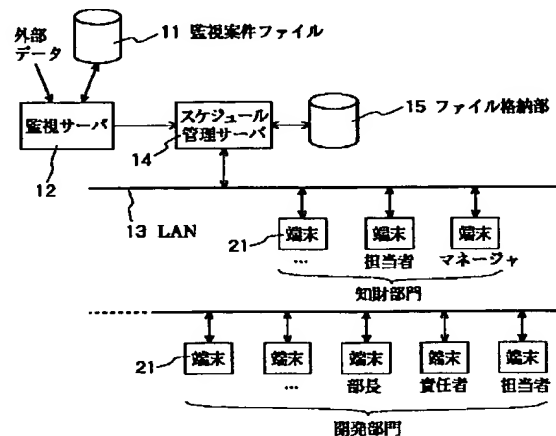 外部
データ
11 監視案件ファイル
監視サーバ
12
スケジュール
管理サーバ
14
15 ファイル格納部
13 LAN
21
端末
端末
端末
…
担当者
マネージャ
知財部門
21
端末
端末
端末
端末
端末
…
部長
責任者
担当者
開発部門